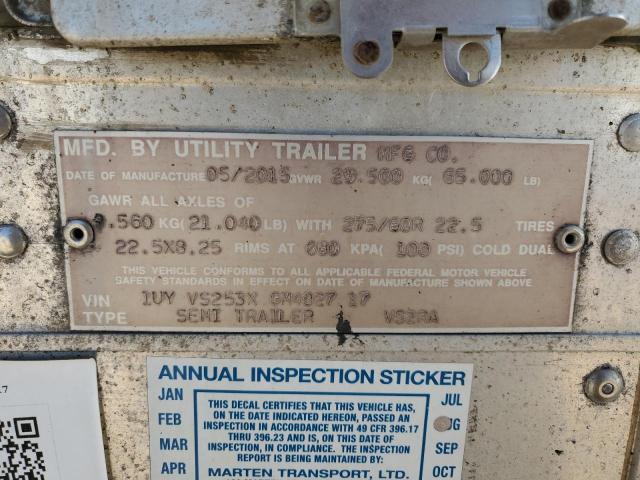 MFD. BY UTILITY TRAILER MFG CO.
DATE OF MANUFACTURE 05/2015 GVWR 29.500 KG( 65.000 LB)
GAWR ALL AXLES OF
9.560 KG( 21.040 LB) WITH 275/80R 22.5 TIRES
22.5X8.25 RIMS AT KPA( PSI) COLD DUAL
THIS VEHICLE CONFORMS TO ALL APPLICABLE FEDERAL MOTOR VEHICLE
SAFETY STANDARDS IN EFFECT ON DATE OF MANUFACTURE SHOWN ABOVE
VIN 1UY VS253X GM4027 17
TYPE SEMI TRAILER VS2RA
17
ANNUAL INSPECTION STICKER
JAN JUL
FEB UG
MAR SEP
APR OCT
THIS DECAL CERTIFIES THAT THIS VEHICLE HAS,
ON THE DATE INDICATED HEREON, PASSED AN
INSPECTION IN ACCORDANCE WITH 49 CFR 396.17
THRU 396.23 AND IS, ON THIS DATE OF
INSPECTION, IN COMPLIANCE. THE INSPECTION
REPORT IS BEING MAINTAINED BY:
MARTEN TRANSPORT, LTD.